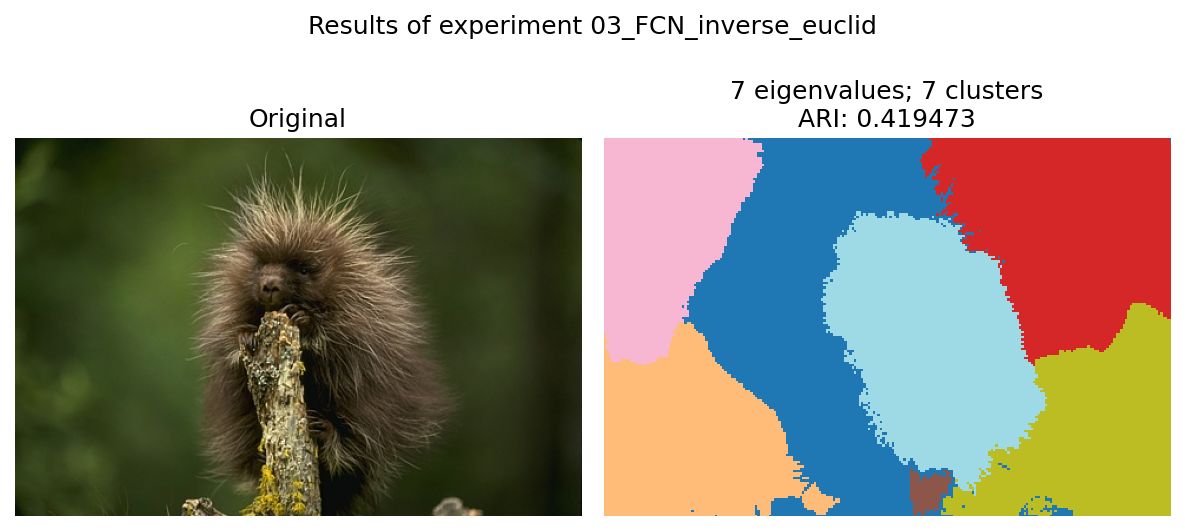 Results of experiment 03_FCN_inverse_euclid
Original
7 eigenvalues; 7 clusters
ARI: 0.419473